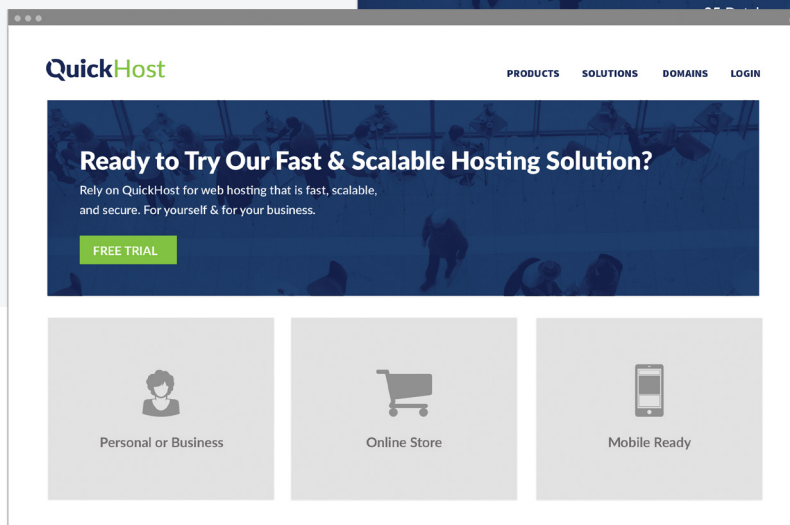 QuickHost
PRODUCTS SOLUTIONS DOMAINS LOGIN
Ready to Try Our Fast & Scalable Hosting Solution?
Rely on QuickHost for web hosting that is fast, scalable,
and secure. For yourself & for your business.
FREE TRIAL
Personal or Business
Online Store
Mobile Ready